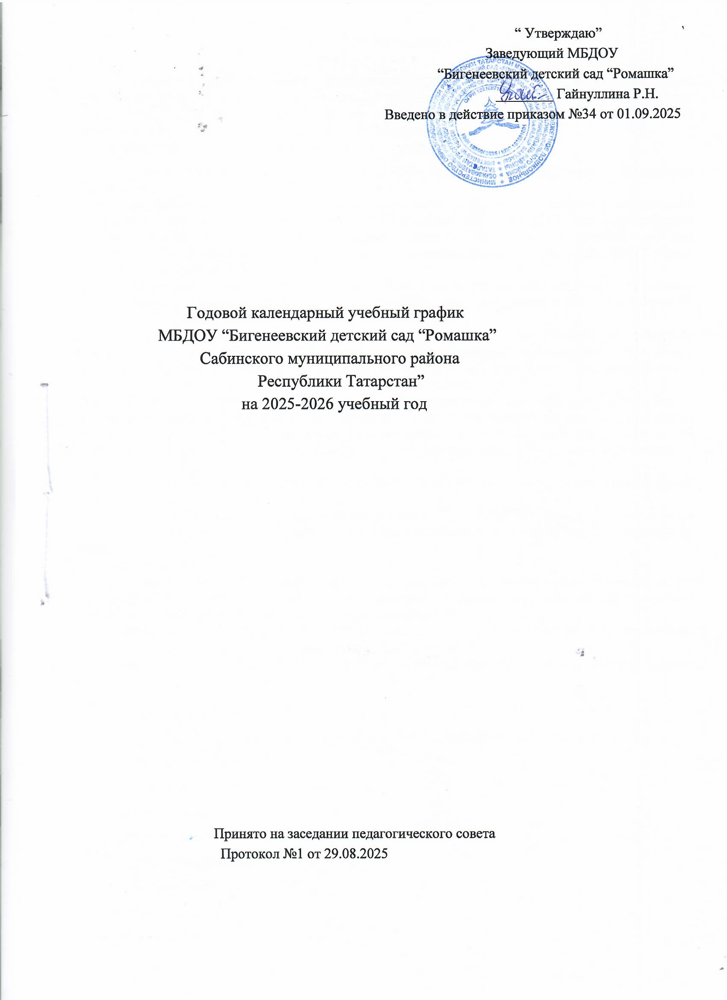 “ Утверждаю”
Заведующий МБДОУ
“Бигенеевский детский сад “Ромашка”
Гайнуллина Р.Н.
Введено в действие приказом №34 от 01.09.2025
Годовой календарный учебный график
МБДОУ “Бигенеевский детский сад “Ромашка”
Сабинского муниципального района
Республики Татарстан”
на 2025-2026 учебный год
Принято на заседании педагогического совета
Протокол №1 от 29.08.2025